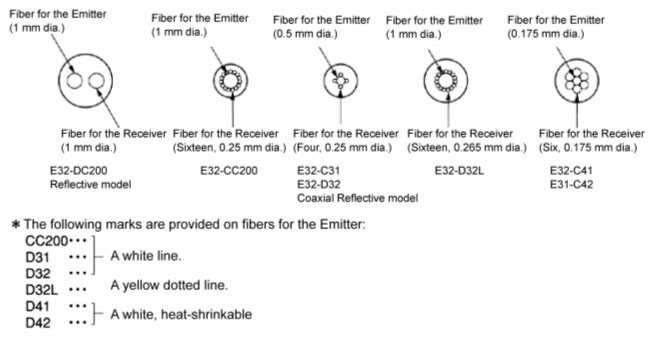 Fiber for the Emitter
(1 mm dia.)
Fiber for the Emitter
(1 mm dia.)
Fiber for the Emitter
(0.5 mm dia.)
Fiber for the Emitter
(1 mm dia.)
Fiber for the Emitter
(0.175 mm dia.)
Fiber for the Receiver
(1 mm dia.)
Fiber for the Receiver
(Sixteen, 0.25 mm dia.)
Fiber for the Receiver
(Four, 0.25 mm dia.)
Fiber for the Receiver
(Sixteen, 0.265 mm dia.)
Fiber for the Receiver
(Six, 0.175 mm dia.)
E32-DC200
Reflective model
E32-CC200
E32-C31
E32-D32
Coaxial Reflective model
E32-D32L
E32-C41
E31-C42
* The following marks are provided on fibers for the Emitter:
CC200•••
D31 •••
A white line.
D32 •••
D32L ••• A yellow dotted line.
D41 •••
A white, heat-shrinkable
D42 •••